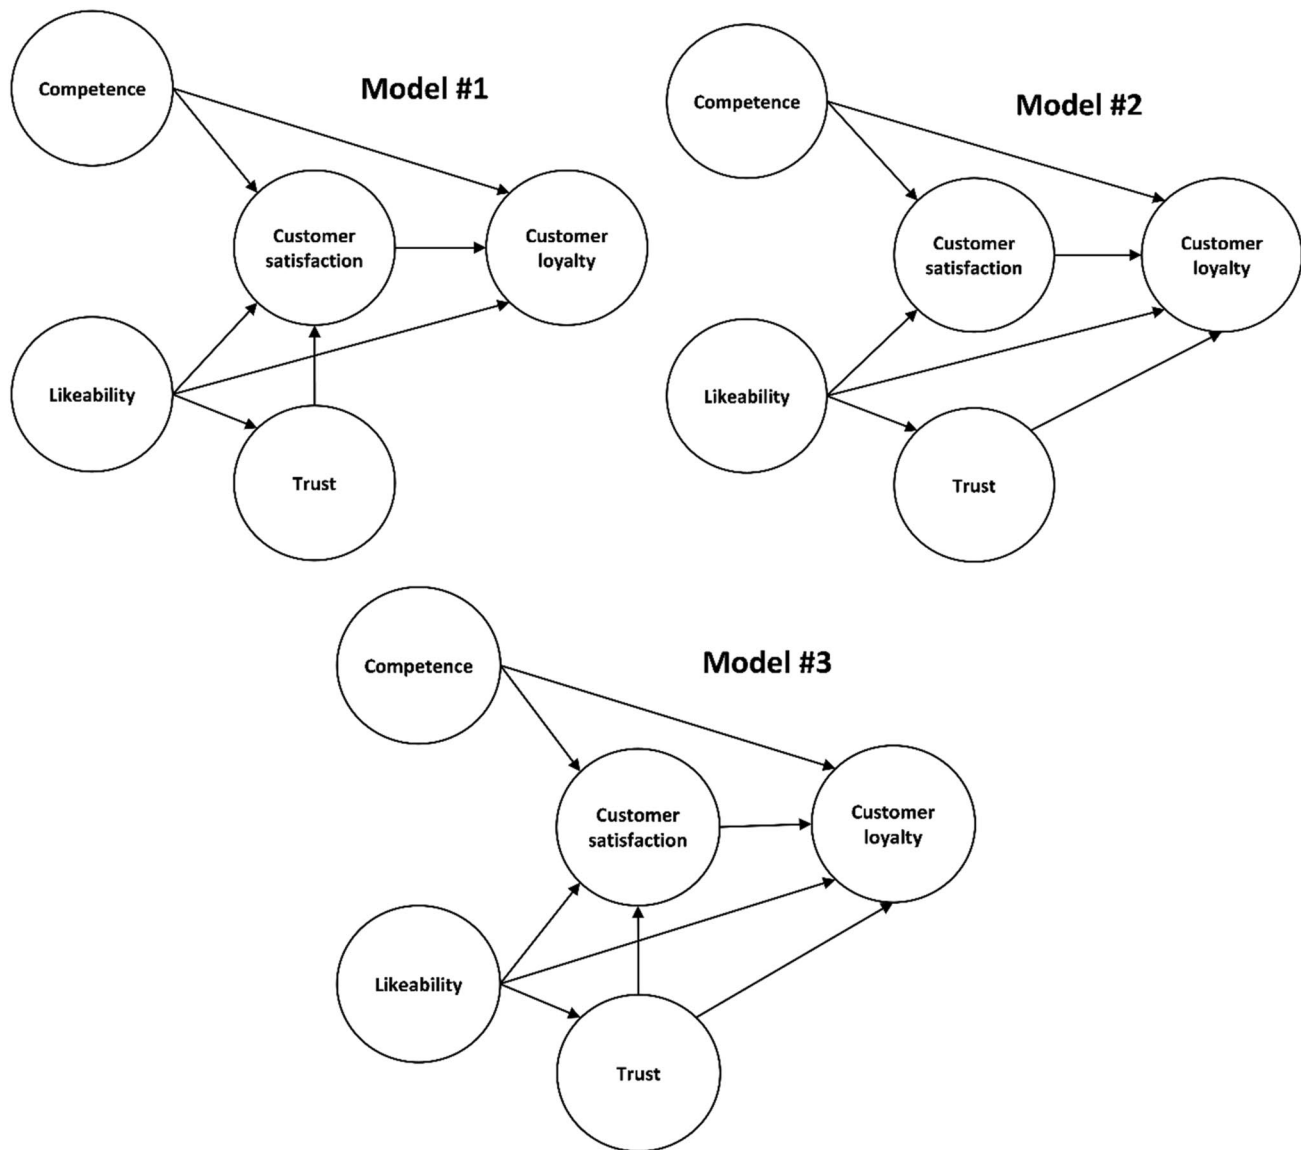 Model #1
Competence
Customer
satisfaction
Customer
loyalty
Likeability
Trust
Model #2
Competence
Customer
satisfaction
Customer
loyalty
Likeability
Trust
Model #3
Competence
Customer
satisfaction
Customer
loyalty
Likeability
Trust